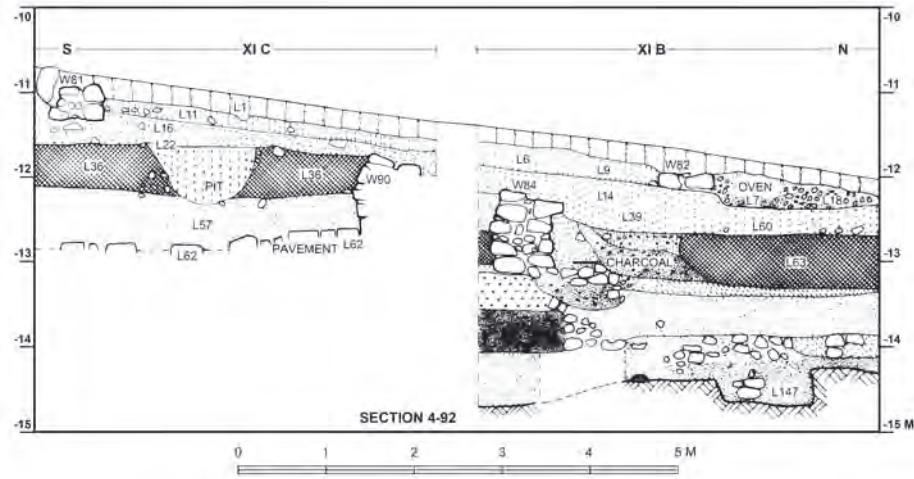 -10 -10
S XI C XI B N
-11 W81 L1 -11
L11
L16
L22
L6 L9 W82
-12 L36 PIT L36 W90 W84 L14 OVEN L7 L18 -12
L39
L57 L60
-13 L62 PAVEMENT L62 CHARCOAL L63 -13
-14 -14
L147
-15 SECTION 4-92 -15 M
0 1 2 3 4 5 M